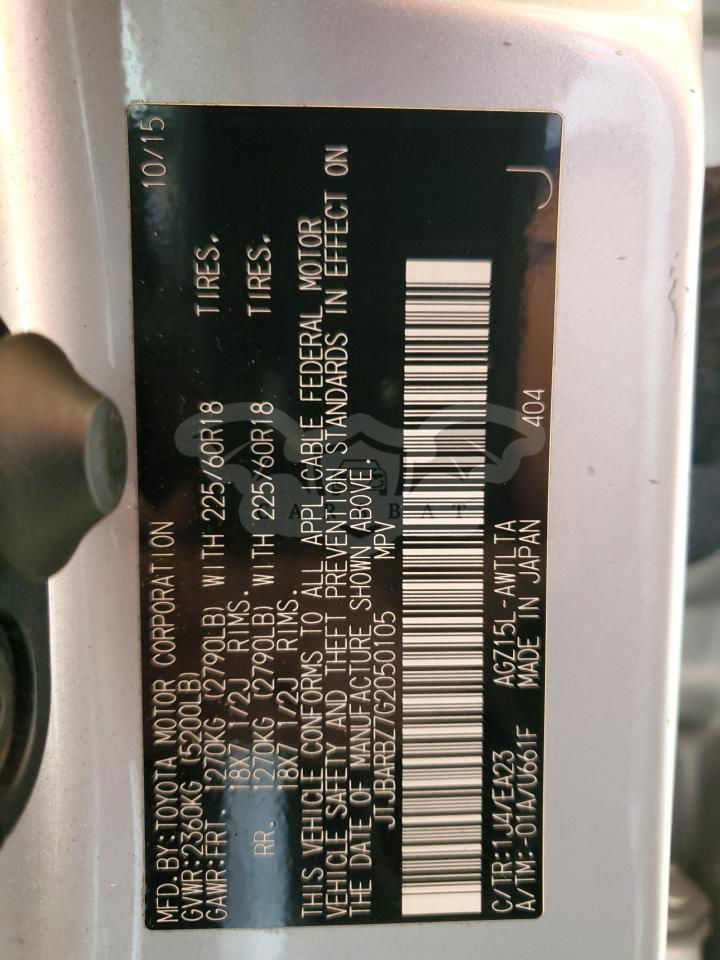 MFD.BY:TOYOTA MOTOR CORPORATION 10/15
GVWR:2360KG (5200LB)
GAWR:FRT. 1270KG (2790LB) WITH 225/60R18 TIRES,
18X7 1/2J RIMS.
RR. 1270KG (2790LB) WITH 225/60R18 TIRES,
18X7 1/2J RIMS.
THIS VEHICLE CONFORMS TO ALL APPLICABLE FEDERAL MOTOR
VEHICLE SAFETY AND THEFT PREVENTION STANDARDS IN EFFECT ON
THE DATE OF MANUFACTURE SHOWN ABOVE.
JTJBARBZ7G2050105 MPV
C/TR:1J4/EA23 AGZ15L-AWTLTA
A/TM:-01A/U661F MADE IN JAPAN 404
J